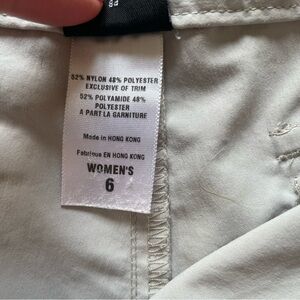 52% NYLON 48% POLYESTER
EXCLUSIVE OF TRIM
52% POLYAMIDE 48%
POLYESTER
A PART LA GARNITURE
Made in HONG KONG
Fabriqué EN HONG KONG
WOMEN'S
6